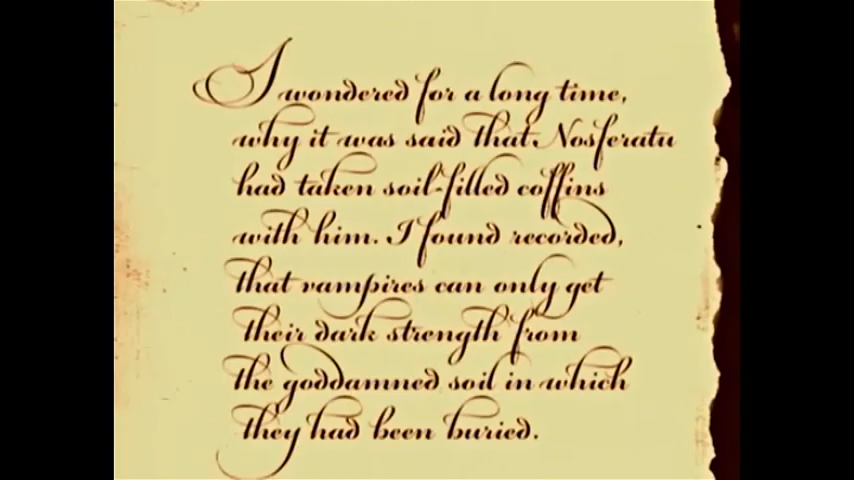 I wondered for a long time,
why it was said that Nosferatu
had taken soil-filled coffins
with him. I found recorded,
that vampires can only get
their dark strength from
the goddamned soil in which
they had been buried.